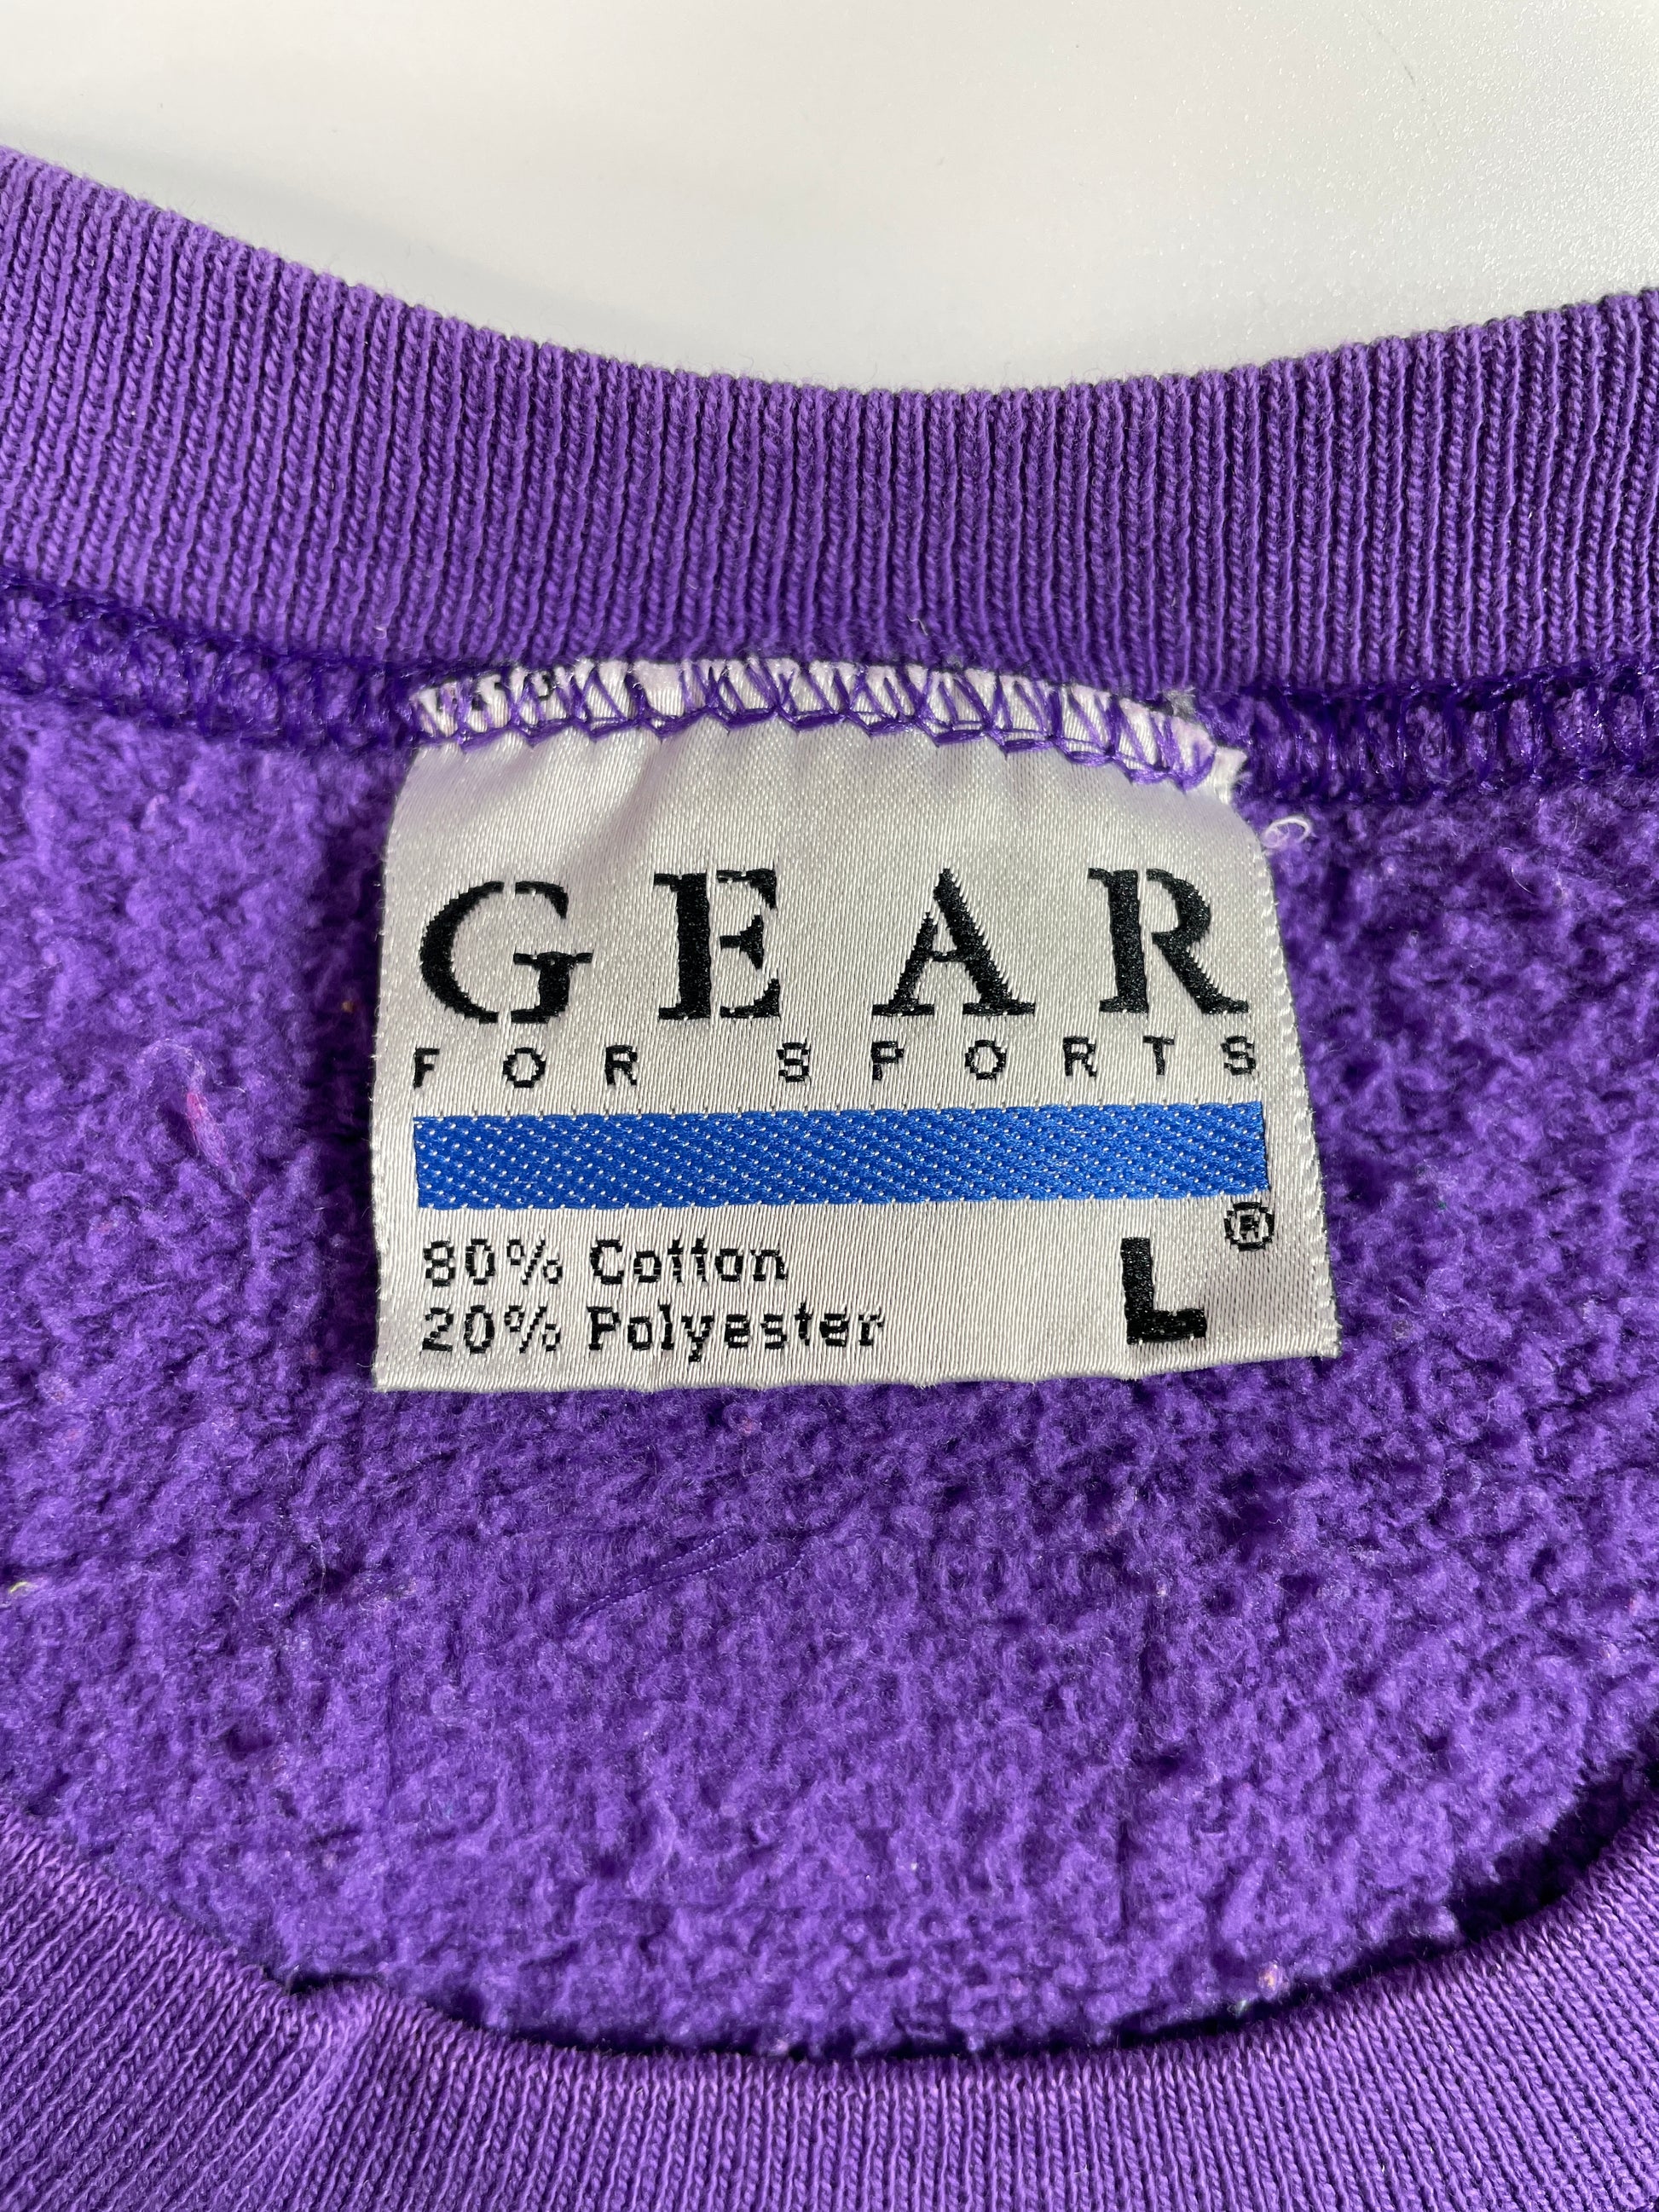 GEAR
FOR SPORTS
®
80% Cotton
20% Polyester
L